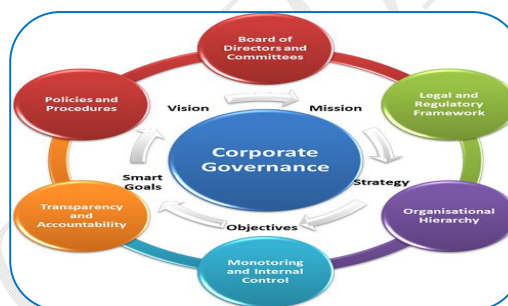 Board of
Directors and
Committees
Policies and
Procedures
Vision
Mission
Legal and
Regulatory
Framework
Corporate
Governance
Smart
Goals
Strategy
Transparency
and
Accountability
Organisational
Hierarchy
Objectives
Monotoring
and Internal
Control